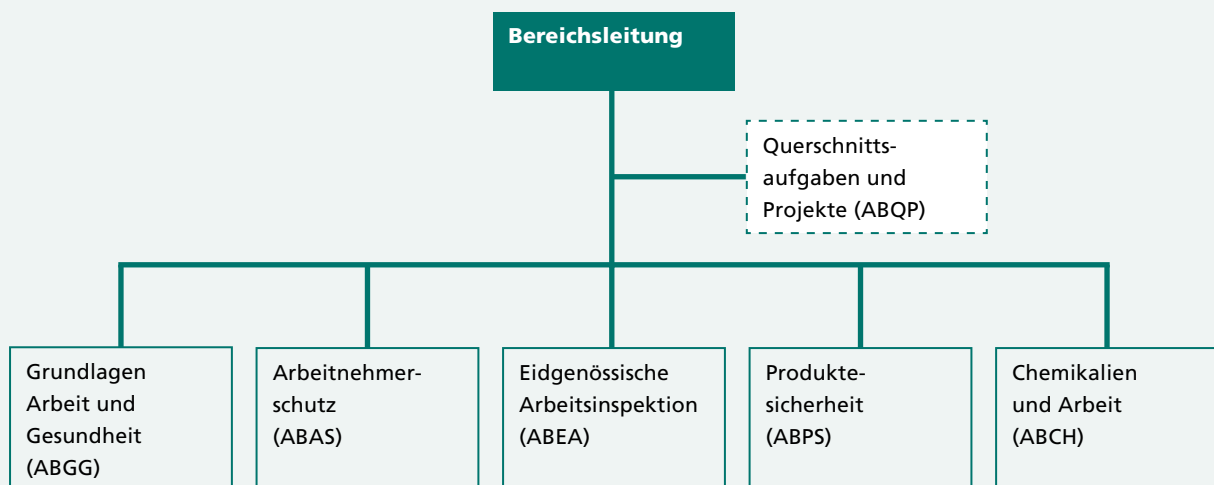 Bereichsleitung
Querschnitts-
aufgaben und
Projekte (ABQP)
Grundlagen
Arbeit und
Gesundheit
(ABGG)
Arbeitnehmer-
schutz
(ABAS)
Eidgenössische
Arbeitsinspektion
(ABEA)
Produkte-
sicherheit
(ABPS)
Chemikalien
und Arbeit
(ABCH)